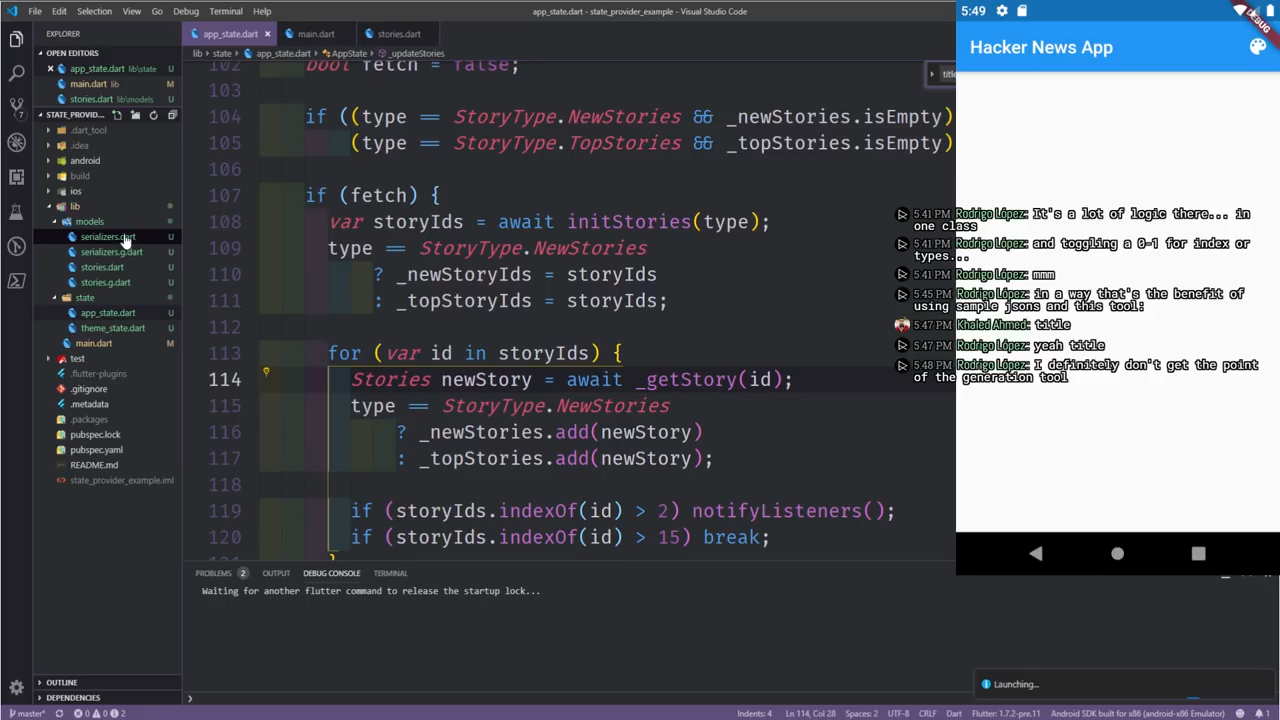 File Edit Selection View Go Debug Terminal Help
app_state.dart • state_provider_example - Visual Studio Code
5:49
DEBUG
Hacker News App
EXPLORER
OPEN EDITORS
× app_state.dart lib\state U
main.dart lib M
stories.dart lib\models U
STATE_PROVID...
.dart_tool
.idea
android
build
ios
lib
models
serializers.dart U
serializers.g.dart U
stories.dart U
stories.g.dart U
state
app_state.dart U
theme_state.dart U
main.dart M
test
.flutter-plugins
.gitignore
.metadata
.packages
pubspec.lock
pubspec.yaml
README.md
state_provider_example.iml
OUTLINE
DEPENDENCIES
app_state.dart × main.dart stories.dart
lib › state › app_state.dart › AppState › _updateStories
102 bool fetch = false;
103
104 if ((type == StoryType.NewStories && _newStories.isEmpty)
105 (type == StoryType.TopStories && _topStories.isEmpty)
106
107 if (fetch) {
108 var storyIds = await initStories(type);
109 type == StoryType.NewStories
110 ? _newStoryIds = storyIds
111 : _topStoryIds = storyIds;
112
113 for (var id in storyIds) {
114 Stories newStory = await _getStory(id);
115 type == StoryType.NewStories
116 ? _newStories.add(newStory)
117 : _topStories.add(newStory);
118
119 if (storyIds.indexOf(id) > 2) notifyListeners();
120 if (storyIds.indexOf(id) > 15) break;
}
title
5:41 PM Rodrigo López: It's a lot of logic there... in
one class
5:41 PM Rodrigo López: and toggling a 0-1 for index or
types...
5:41 PM Rodrigo López: mmm
5:45 PM Rodrigo López: in a way that's the benefit of
using sample jsons and this tool:
5:47 PM Khaled Ahmed: title
5:47 PM Rodrigo López: yeah title
5:48 PM Rodrigo López: I definitely don't get the point
of the generation tool
PROBLEMS 2 OUTPUT DEBUG CONSOLE TERMINAL
Waiting for another flutter command to release the startup lock...
Launching...
master* 0 0 2
Indents: 4 Ln 114, Col 28 Spaces: 2 UTF-8 CRLF Dart Flutter: 1.7.2-pre.11 Android SDK built for x86 (android-x86 Emulator) 1